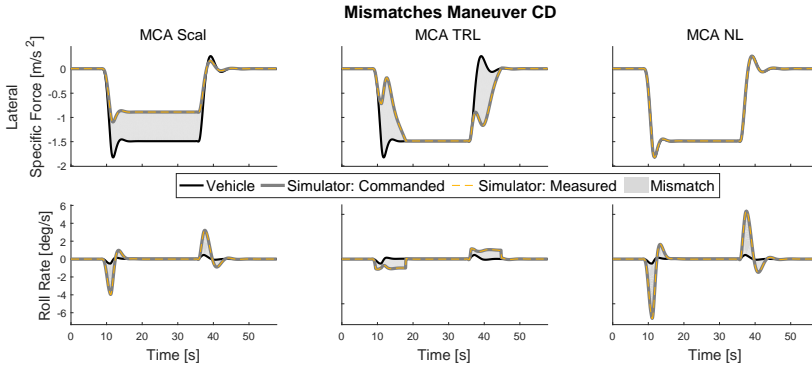 Mismatches Maneuver CD
MCA Scal
MCA TRL
MCA NL
Lateral
Specific Force [m/s²]
0
-0.5
-1
-1.5
-2
Vehicle
Simulator: Commanded
Simulator: Measured
Mismatch
Roll Rate [deg/s]
6
4
2
0
-2
-4
-6
0 10 20 30 40 50
0 10 20 30 40 50
0 10 20 30 40 50
Time [s]
Time [s]
Time [s]